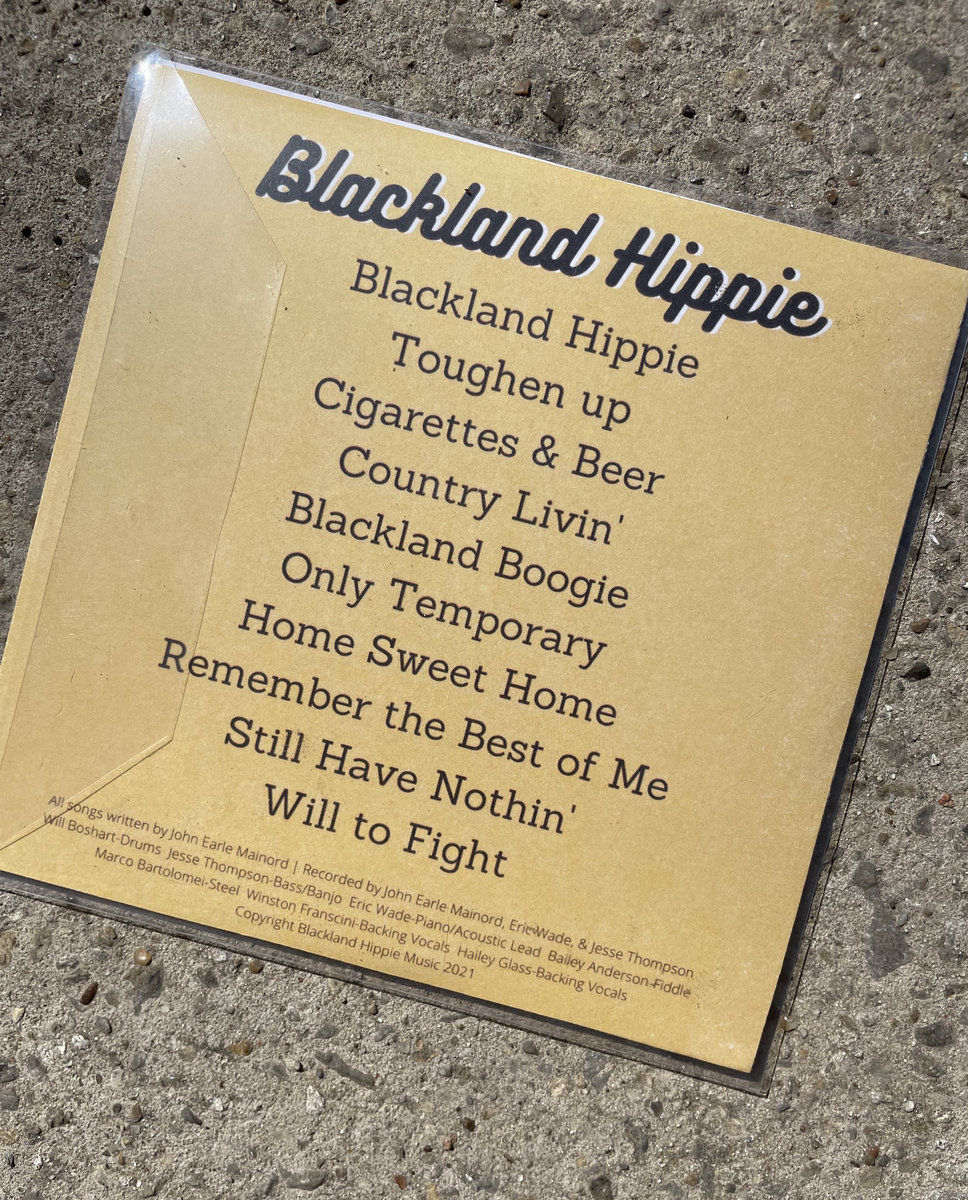 Blackland Hippie
Blackland Hippie
Toughen up
Cigarettes & Beer
Country Livin'
Blackland Boogie
Only Temporary
Home Sweet Home
Remember the Best of Me
Still Have Nothin'
Will to Fight
All songs written by John Earle Mainord | Recorded by John Earle Mainord, Eric Wade, & Jesse Thompson
Will Boshart-Drums Jesse Thompson-Bass/Banjo Eric Wade-Piano/Acoustic Lead Bailey Anderson-Fiddle
Marco Bartolomei-Steel Winston Franscini-Backing Vocals Hailey Glass-Backing Vocals
Copyright Blackland Hippie Music 2021